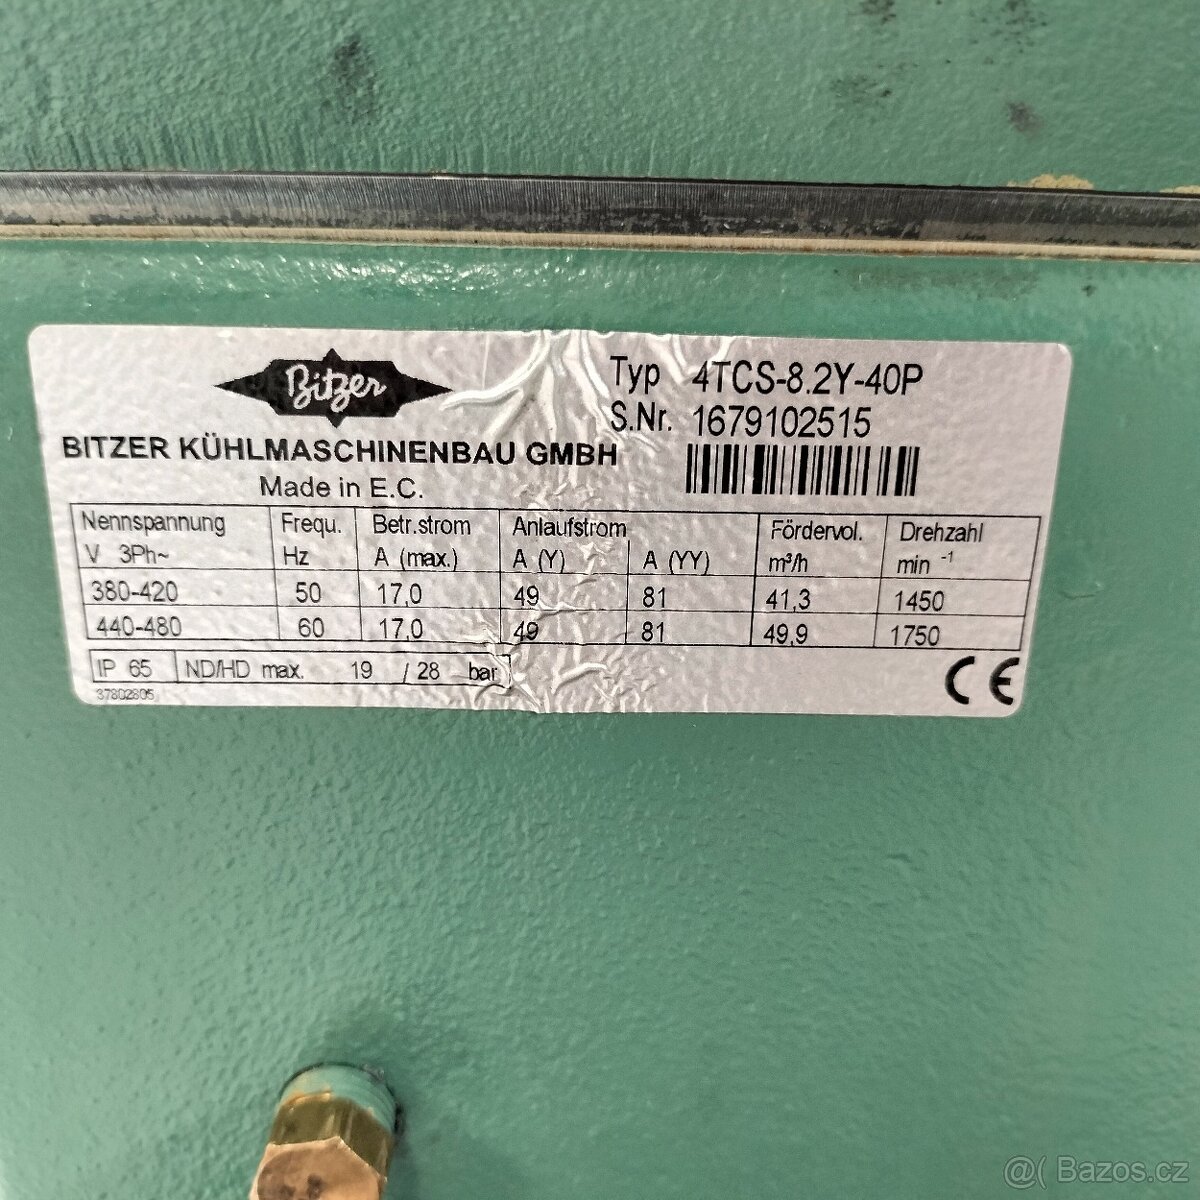 Bitzer
BITZER KÜHLMASCHINENBAU GMBH
Made in E.C.
Typ 4TCS-8.2Y-40P
S.Nr. 1679102515
Nennspannung Frequ. Betr.strom Anlaufstrom Fördervol. Drehzahl
V 3Ph~ Hz A (max.) A (Y) A (YY) m³/h min -1
380-420 50 17,0 49 81 41,3 1450
440-480 60 17,0 49 81 49,9 1750
IP 65 ND/HD max. 19 / 28 bar
37802805
CE
@( Bazos.cz